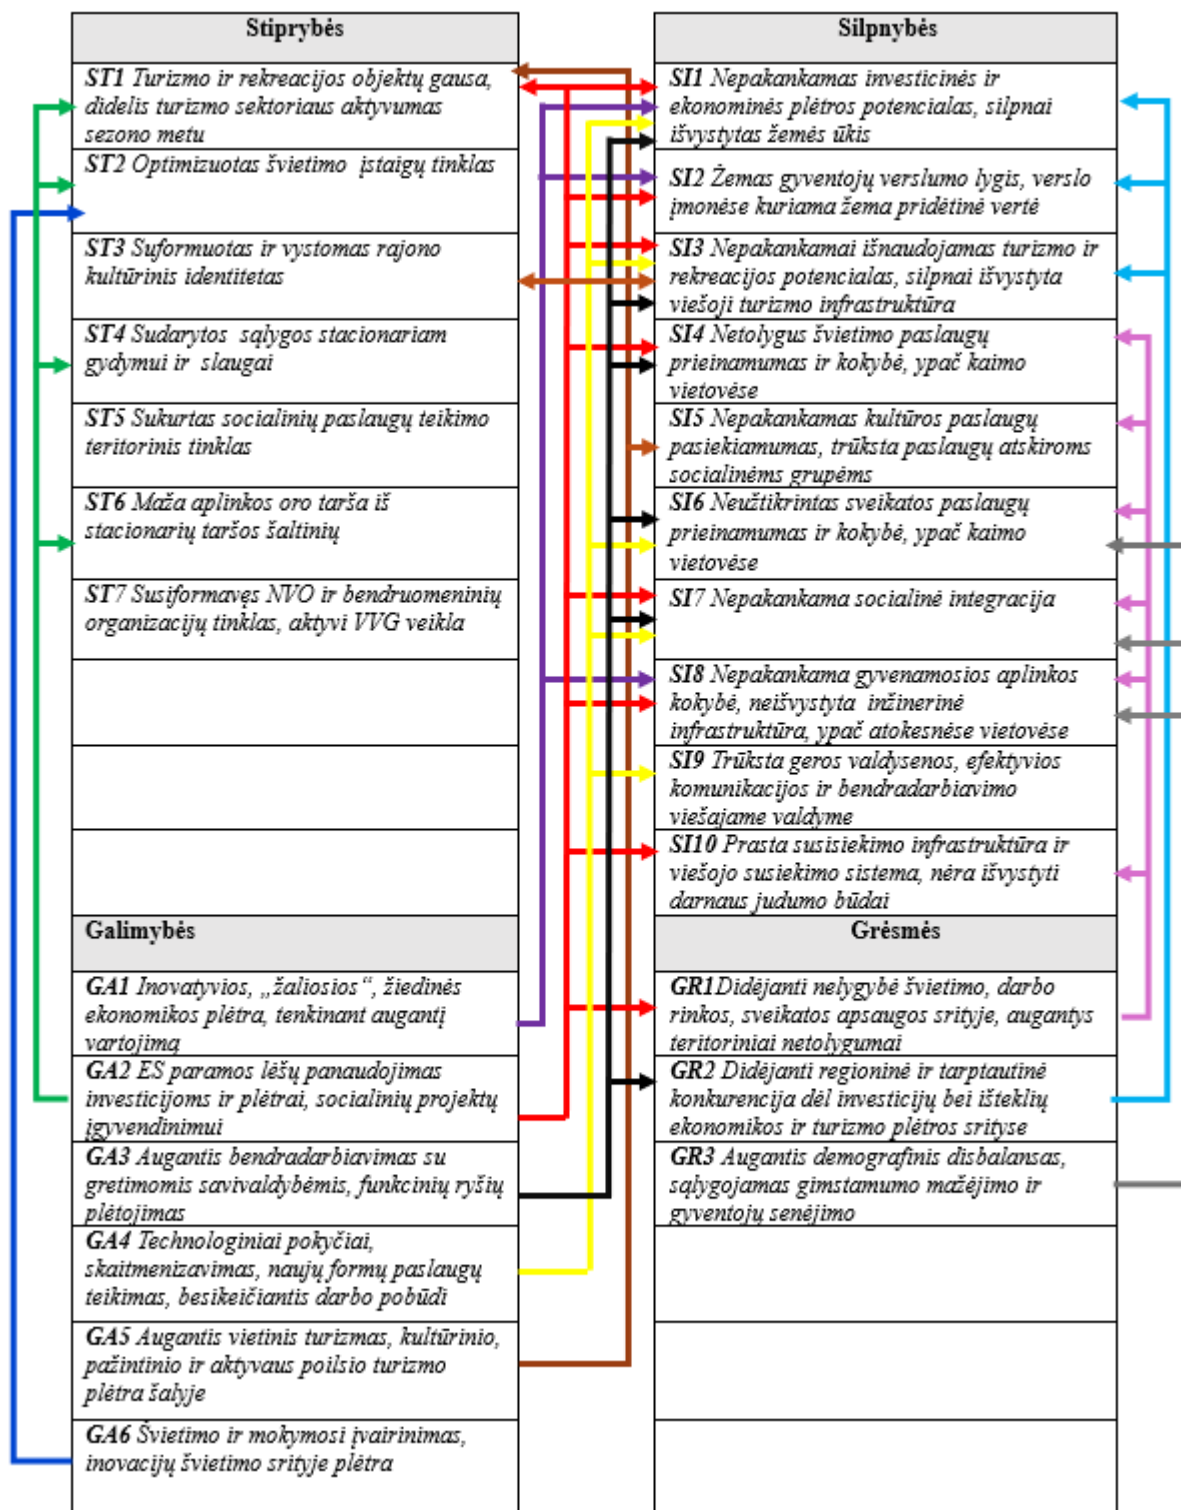 Stiprybės
ST1 Turizmo ir rekreacijos objektų gausa,
didelis turizmo sektoriaus aktyvumas
sezono metu
ST2 Optimizuotas švietimo įstaigų tinklas
ST3 Suformuotas ir vystomas rajono
kultūrinis identitetas
ST4 Sudarytos sąlygos stacionariam
gydymui ir slaugai
ST5 Sukurtas socialinių paslaugų teikimo
teritorinis tinklas
ST6 Maža aplinkos oro tarša iš
stacionarių taršos šaltinių
ST7 Susiformavęs NVO ir bendruomeninių
organizacijų tinklas, aktyvi VVG veikla
Silpnybės
SI1 Nepakankamas investicinės ir
ekonominės plėtros potencialas, silpnai
išvystytas žemės ūkis
SI2 Žemas gyventojų verslumo lygis, verslo
įmonėse kuriama žema pridėtinė vertė
SI3 Nepakankamai išnaudojamas turizmo ir
rekreacijos potencialas, silpnai išvystyta
viešoji turizmo infrastruktūra
SI4 Netolygus švietimo paslaugų
prieinamumas ir kokybė, ypač kaimo
vietovėse
SI5 Nepakankamas kultūros paslaugų
pasiekiamumas, trūksta paslaugų atskiroms
socialinėms grupėms
SI6 Neužtikrintas sveikatos paslaugų
prieinamumas ir kokybė, ypač kaimo
vietovėse
SI7 Nepakankama socialinė integracija
SI8 Nepakankama gyvenamosios aplinkos
kokybė, neišvystyta inžinerinė
infrastruktūra, ypač atokesnėse vietovėse
SI9 Trūksta geros valdysenos, efektyvios
komunikacijos ir bendradarbiavimo
viešajame valdyme
SI10 Prasta susisiekimo infrastruktūra ir
viešojo susiekimo sistema, nėra išvystyti
darnaus judumo būdai
Galimybės
GA1 Inovatyvios, „žaliosios“, žiedinės
ekonomikos plėtra, tenkinant augantį
vartojimą
GA2 ES paramos lėšų panaudojimas
investicijoms ir plėtrai, socialinių projektų
įgyvendinimui
GA3 Augantis bendradarbiavimas su
gretimomis savivaldybėmis, funkcinių ryšių
plėtojimas
GA4 Technologiniai pokyčiai,
skaitmenizavimas, naujų formų paslaugų
teikimas, besikeičiantis darbo pobūdi
GA5 Augantis vietinis turizmas, kultūrinio,
pažintinio ir aktyvaus poilsio turizmo
plėtra šalyje
GA6 Švietimo ir mokymosi įvairinimas,
inovacijų švietimo srityje plėtra
Grėsmės
GR1Didėjanti nelygybė švietimo, darbo
rinkos, sveikatos apsaugos srityje, augantys
teritoriniai netolygumai
GR2 Didėjanti regioninė ir tarptautinė
konkurencija dėl investicijų bei išteklių
ekonomikos ir turizmo plėtros srityse
GR3 Augantis demografinis disbalansas,
sąlygojamas gimstamumo mažėjimo ir
gyventojų senėjimo